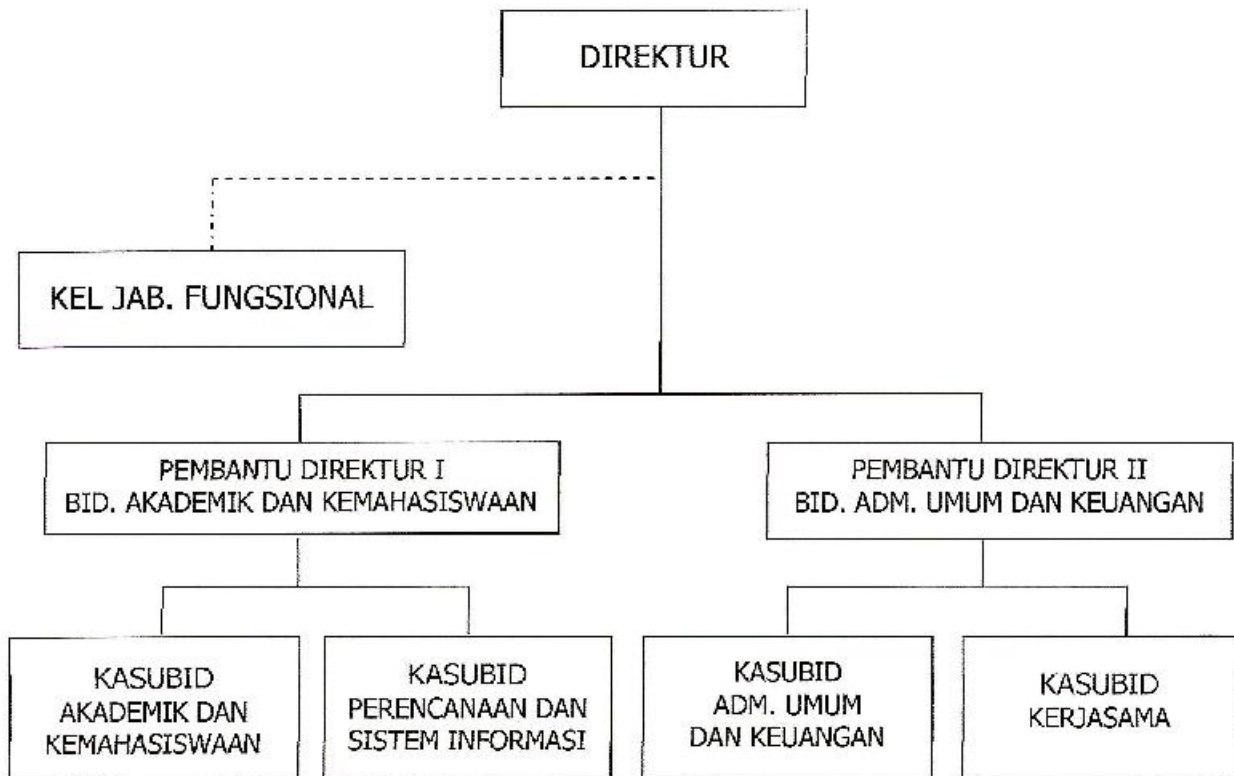 DIREKTUR
KEL JAB. FUNGSIONAL
PEMBANTU DIREKTUR I
BID. AKADEMIK DAN KEMAHASISWAAN
PEMBANTU DIREKTUR II
BID. ADM. UMUM DAN KEUANGAN
KASUBID
AKADEMIK DAN
KEMAHASISWAAN
KASUBID
PERENCANAAN DAN
SISTEM INFORMASI
KASUBID
ADM. UMUM
DAN KEUANGAN
KASUBID
KERJASAMA